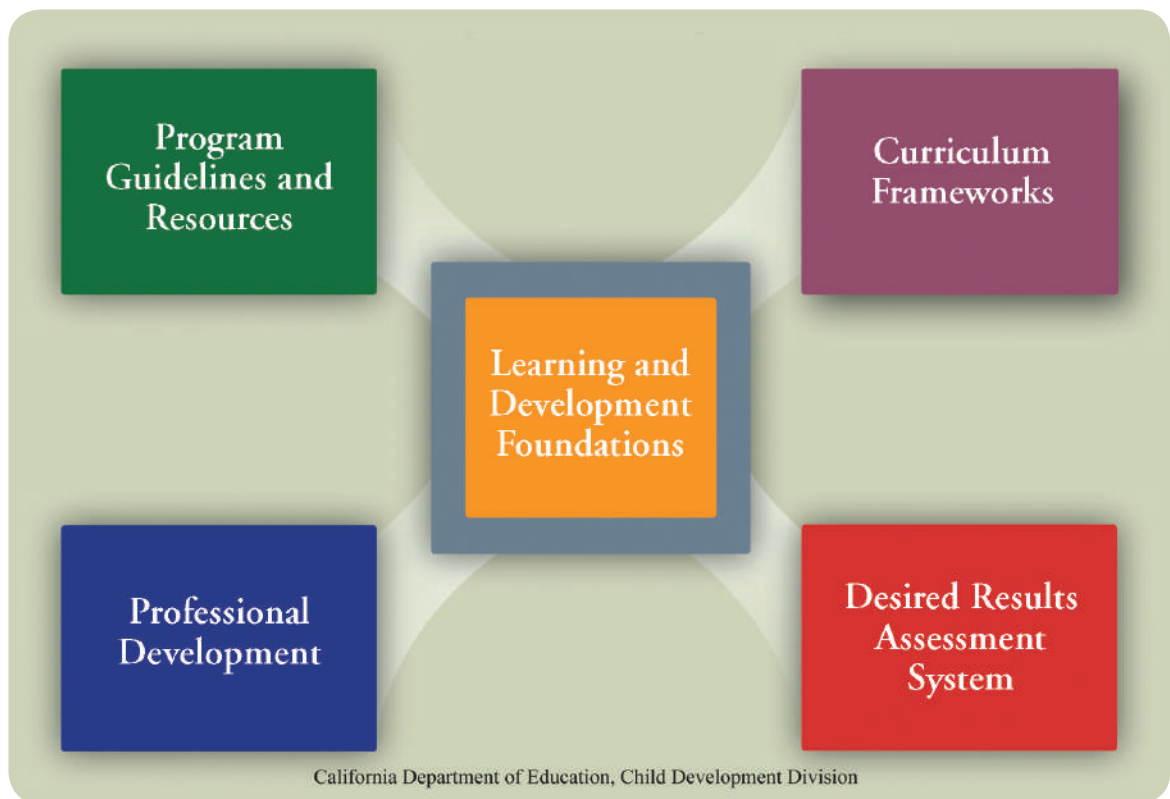 Program
Guidelines and
Resources
Curriculum
Frameworks
Learning and
Development
Foundations
Professional
Development
Desired Results
Assessment
System
California Department of Education, Child Development Division